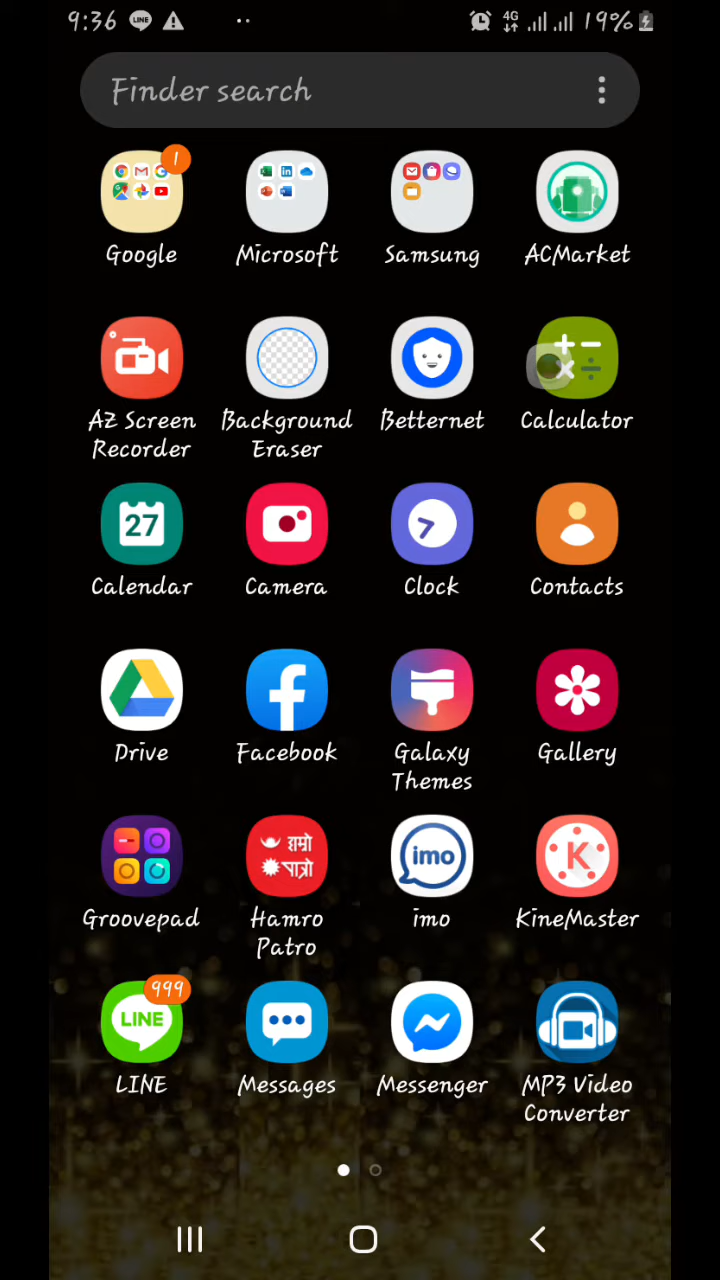 9:36 LINE 4G 19%
Finder search
1
Google Microsoft Samsung ACMarket
AZ Screen Recorder
Background Eraser
Betternet
Calculator
27
Calendar Camera Clock Contacts
Drive Facebook
Galaxy Themes
Gallery
हाम्रो
पात्रो
imo
K
Groovepad
Hamro Patro
imo
KineMaster
999
LINE
LINE Messages Messenger
MP3 Video Converter